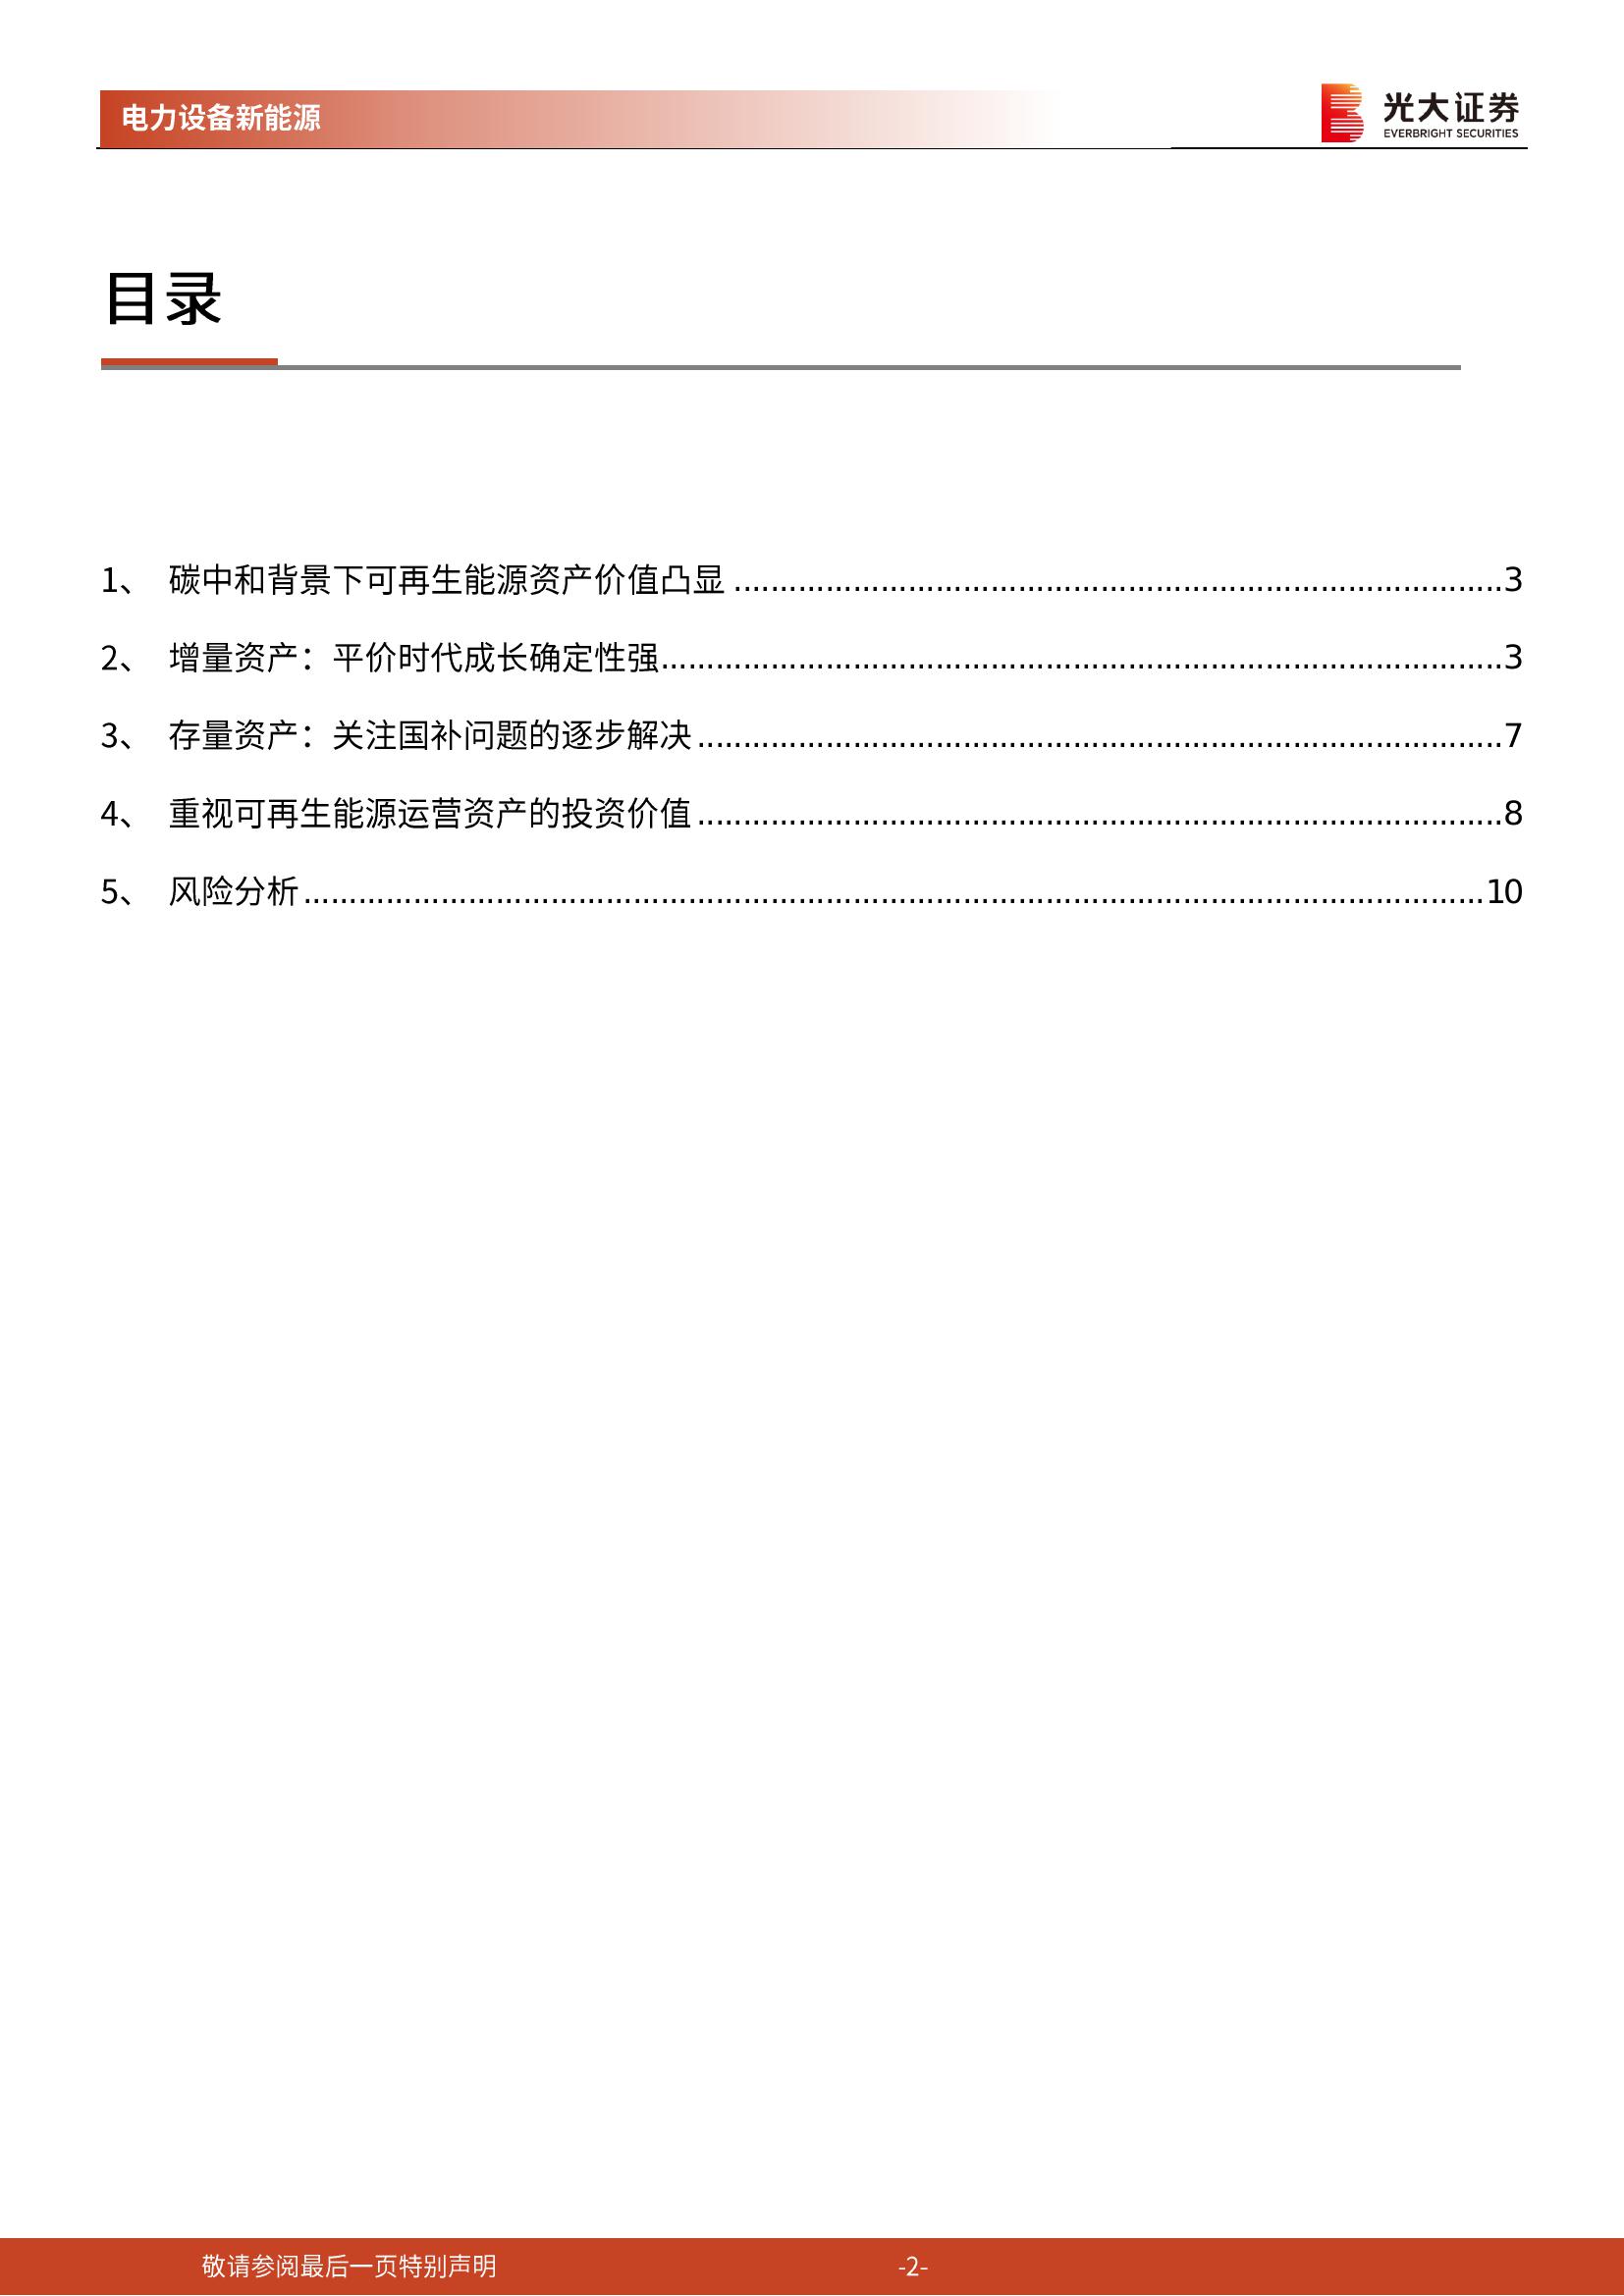 电力设备新能源
光大证券
EVERBRIGHT SECURITIES
目录
1、 碳中和背景下可再生能源资产价值凸显 ........................................................................................ 3
2、 增量资产：平价时代成长确定性强 ................................................................................................ 3
3、 存量资产：关注国补问题的逐步解决 ............................................................................................ 7
4、 重视可再生能源运营资产的投资价值 ............................................................................................ 8
5、 风险分析 ........................................................................................................................................ 10
敬请参阅最后一页特别声明 -2-